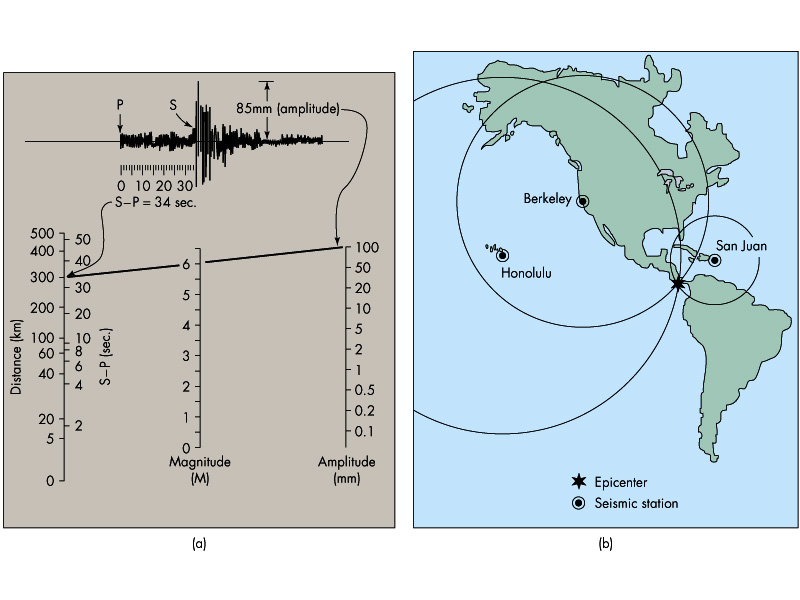 P
S
85mm (amplitude)
0 10 20 30
S–P = 34 sec.
500
400
300
200
100
60
40
20
5
0
Distance (km)
50
40
30
20
10
8
6
4
2
S–P (sec.)
6
5
4
3
2
1
0
Magnitude
(M)
100
50
20
10
5
2
1
0.5
0.2
0.1
Amplitude
(mm)
(a)
Berkeley
San Juan
Honolulu
Epicenter
Seismic station
(b)